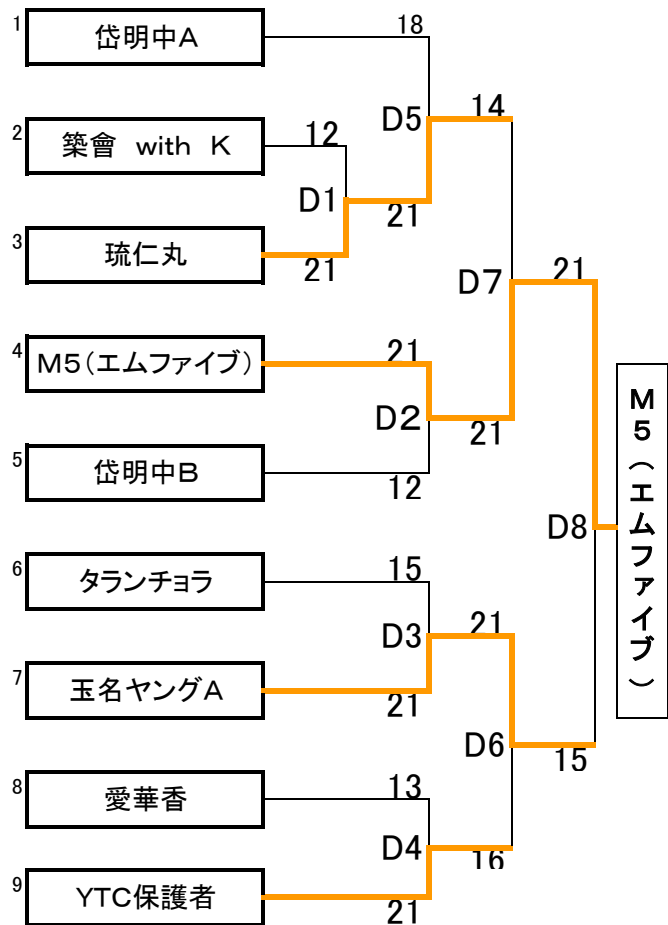 1
岱明中A
18
2
築會 with K
12
D1
3
琉仁丸
21
21
D5
14
4
M5(エムファイブ)
21
D2
21
5
岱明中B
12
D7
21
6
タランチョラ
15
D3
21
7
玉名ヤングA
21
D6
15
8
愛華香
13
D4
16
9
YTC保護者
21
D8
M5(エムファイブ)